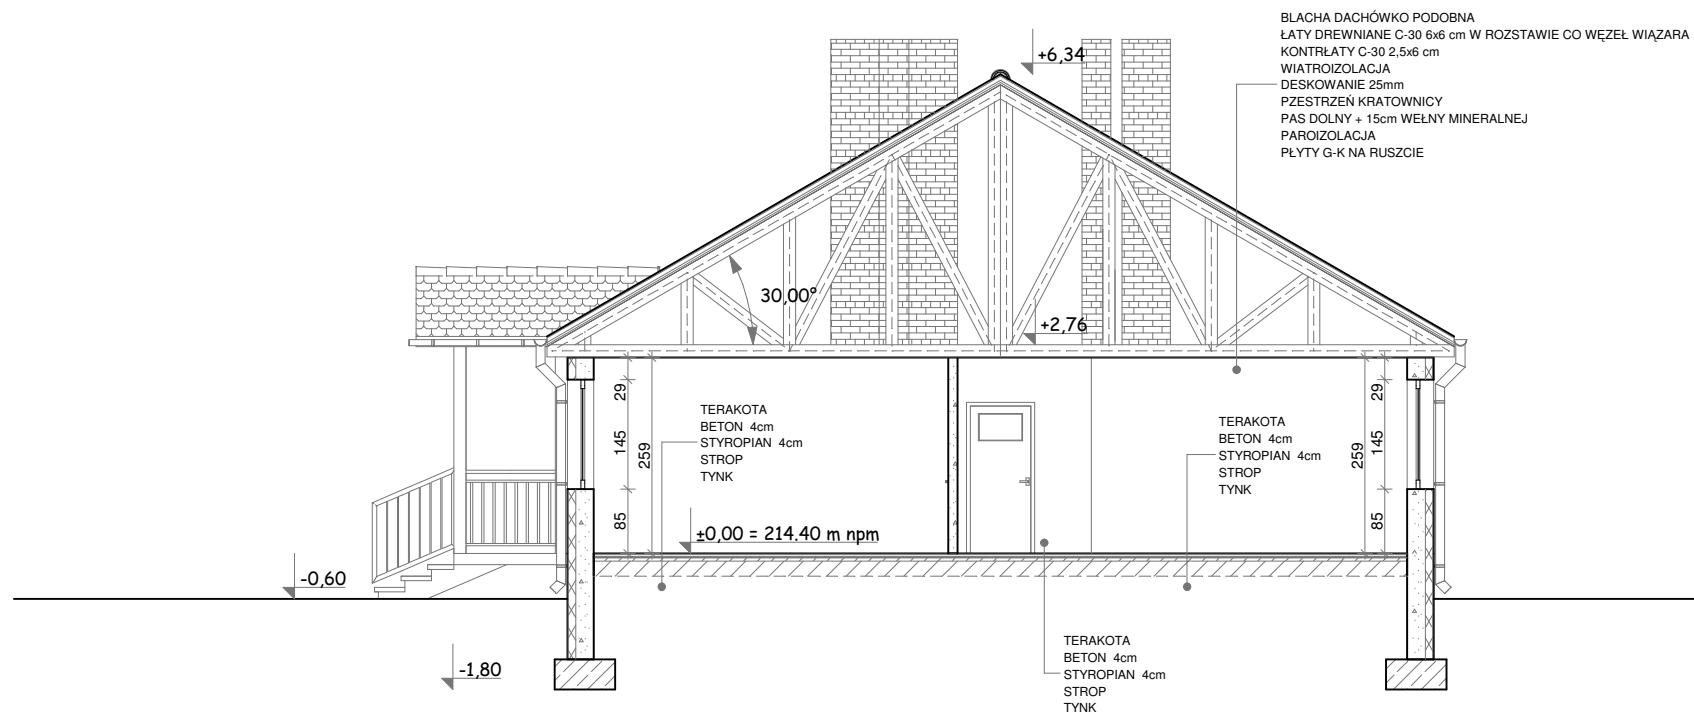 BLACHA DACHÓWKO PODOBNA
ŁATY DREWNIANE C-30 6x6 cm W ROZSTAWIE CO WĘZEŁ WIĄZARA
KONTRŁATY C-30 2,5x6 cm
WIATROIZOLACJA
DESKOWANIE 25mm
PZESTRZEŃ KRATOWNICY
PAS DOLNY + 15cm WEŁNY MINERALNEJ
PAROIZOLACJA
PŁYTY G-K NA RUSZCIE
+6,34
30,00°
+2,76
29
145
259
85
TERAKOTA
BETON 4cm
STYROPIAN 4cm
STROP
TYNK
TERAKOTA
BETON 4cm
STYROPIAN 4cm
STROP
TYNK
259
29
145
85
±0,00 = 214.40 m npm
-0,60
-1,80
TERAKOTA
BETON 4cm
STYROPIAN 4cm
STROP
TYNK